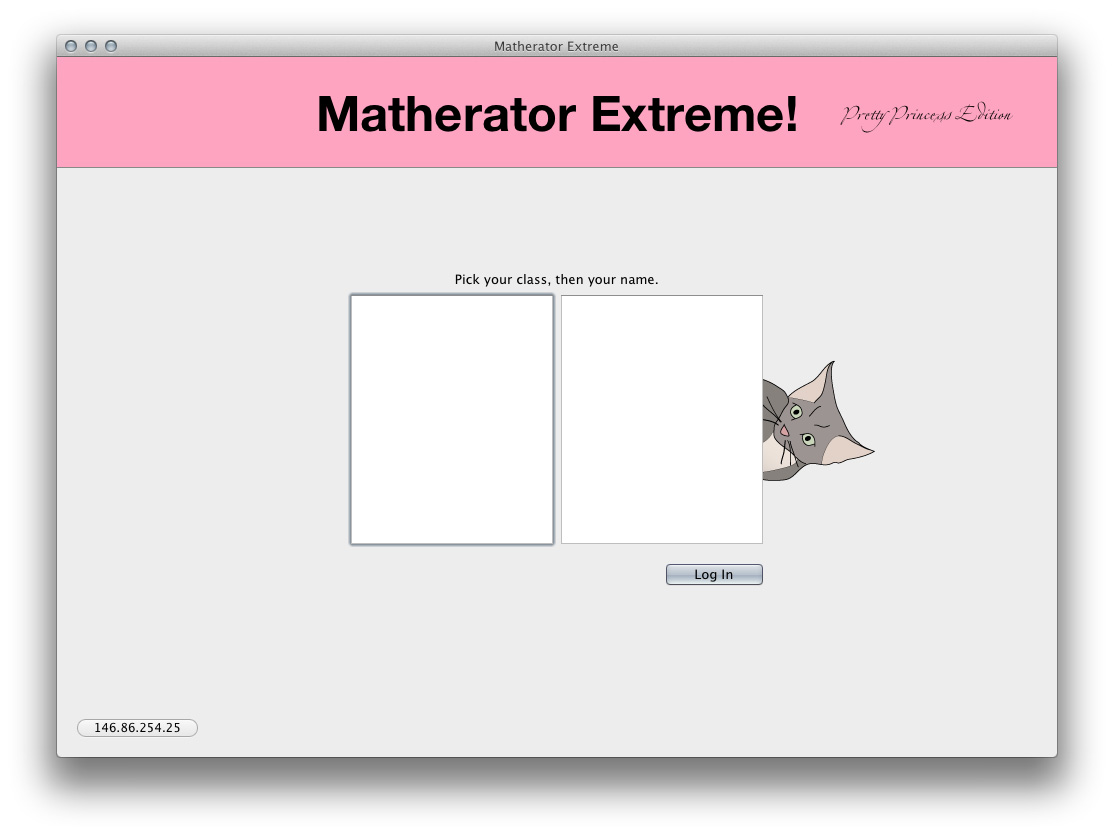 Matherator Extreme
Matherator Extreme!
Pretty Princess Edition
Pick your class, then your name.
Log In
146.86.254.25